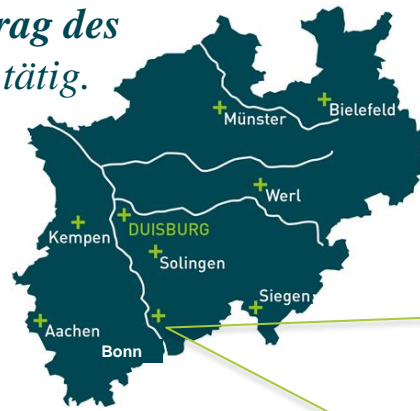 rag des
tätig.
Münster
Bielefeld
Werl
DUISBURG
Kempen
Solingen
Siegen
Aachen
Bonn